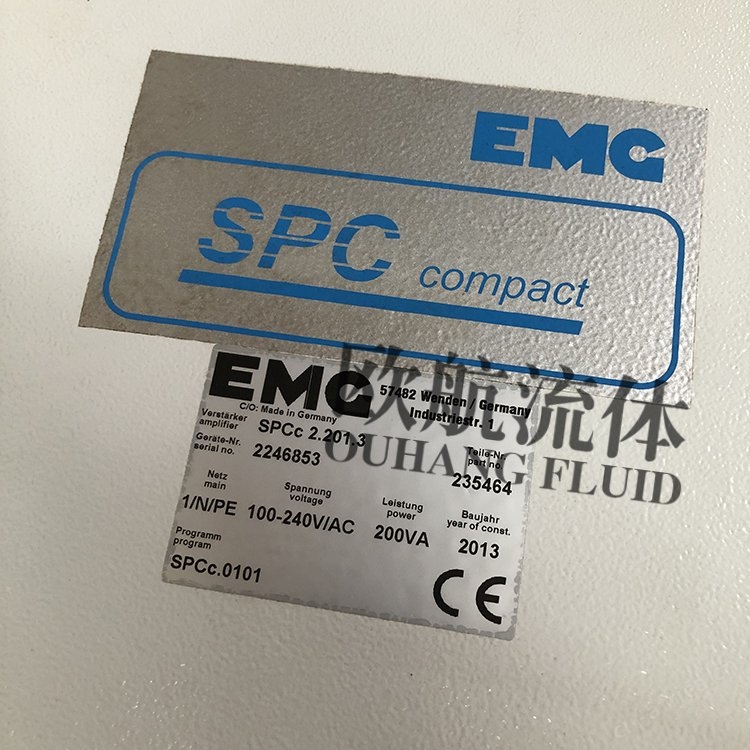 EMG
SPC compact
EMG
57482 Wenden / Germany
Industriestr. 1
C/O: Made in Germany
Verstärker
amplifier
SPCc 2.201.3
Geräte-Nr.
serial no.
2246853
Teile-Nr.
part no.
235464
Netz
main
1/N/PE
Spannung
voltage
100-240V/AC
Leistung
power
200VA
Baujahr
year of const.
2013
Programm
program
SPCc.0101
CE
欧航流体
OUHANG FLUID